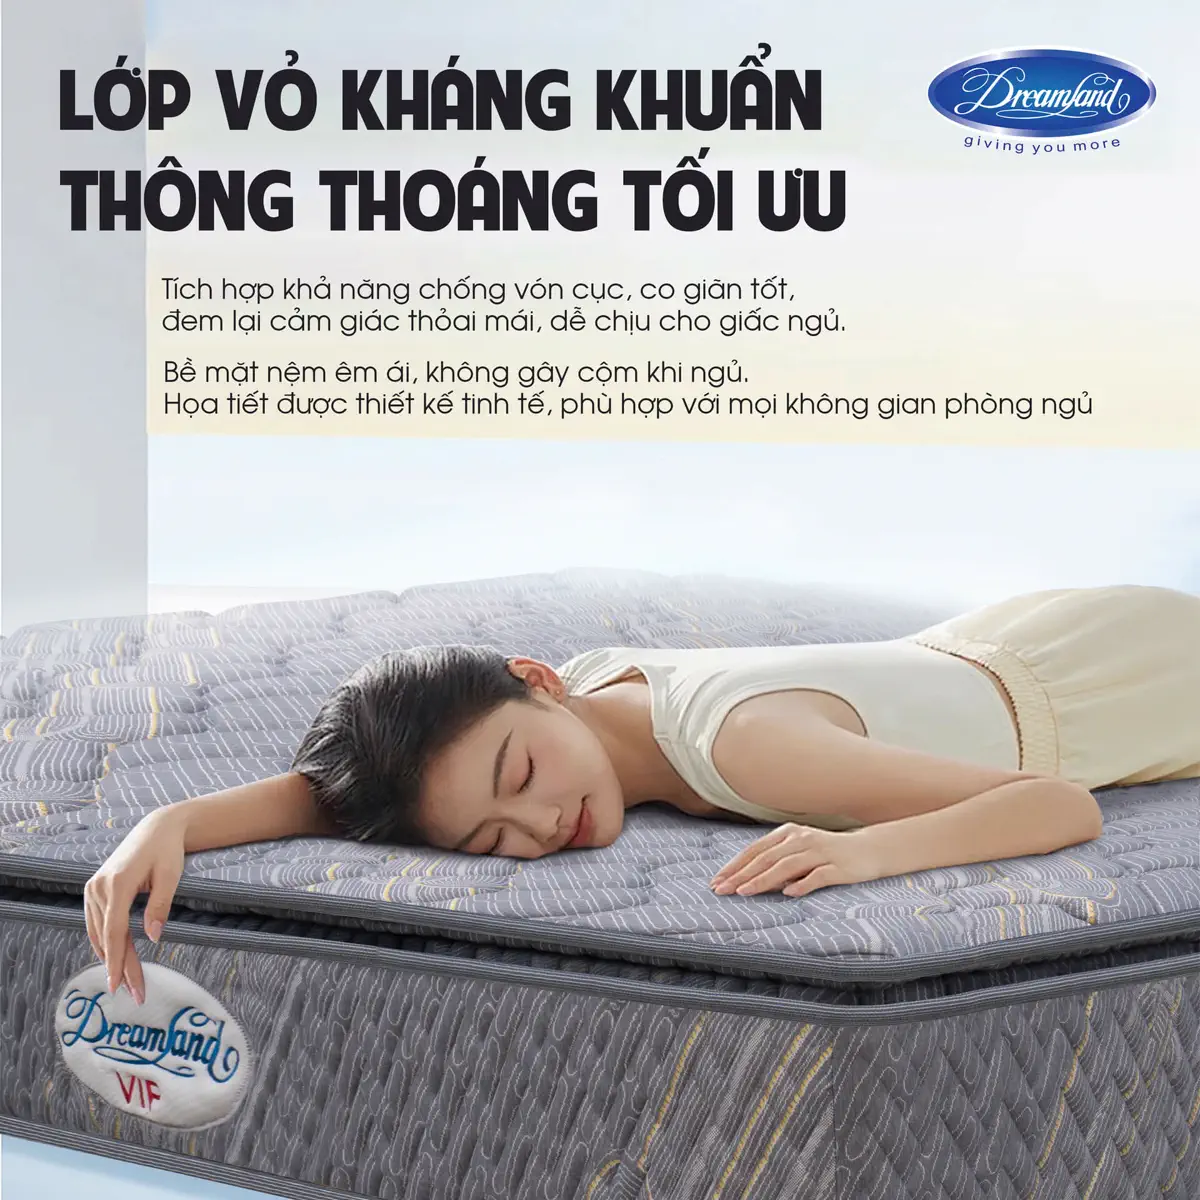 LỚP VỎ KHÁNG KHUẨN
THÔNG THOÁNG TỐI ƯU
Dreamland
giving you more
Tích hợp khả năng chống vón cục, co giãn tốt,
đem lại cảm giác thỏai mái, dễ chịu cho giấc ngủ.
Bề mặt nệm êm ái, không gây cộm khi ngủ.
Họa tiết được thiết kế tinh tế, phù hợp với mọi không gian phòng ngủ
Dreamland
VIP